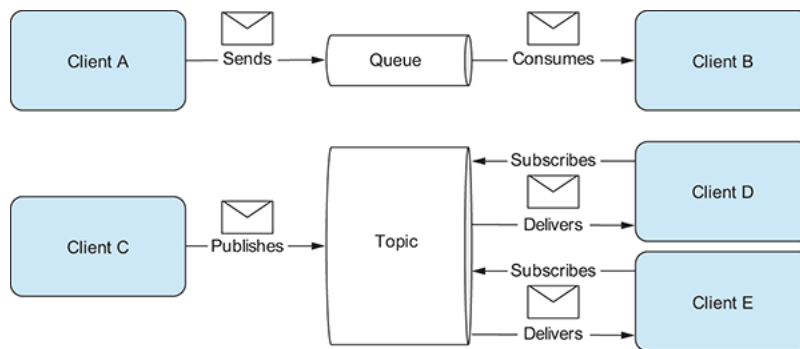 Client A
Sends
Queue
Consumes
Client B
Client C
Publishes
Topic
Subscribes
Delivers
Client D
Subscribes
Delivers
Client E